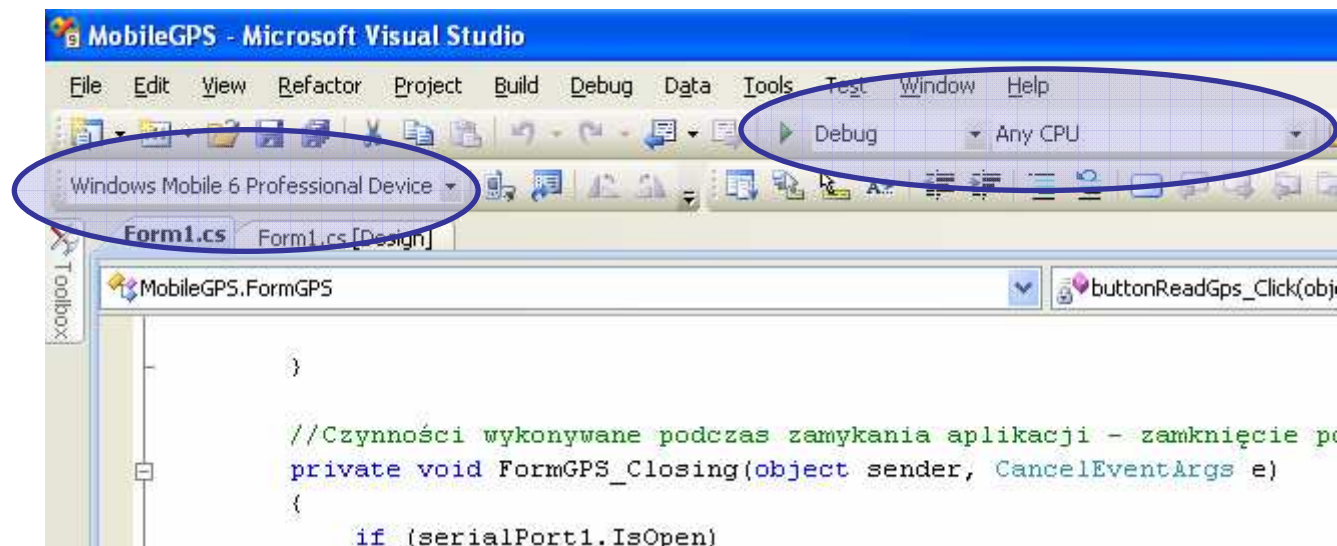 MobileGPS - Microsoft Visual Studio
File Edit View Refactor Project Build Debug Data Tools Test Window Help
Debug Any CPU
Windows Mobile 6 Professional Device
Form1.cs Form1.cs [Design]
Toolbox
MobileGPS.FormGPS buttonReadGps_Click(obj
}
//Czynności wykonywane podczas zamykania aplikacji - zamknięcie po
private void FormGPS_Closing(object sender, CancelEventArgs e)
{
if (serialPort1.IsOpen)